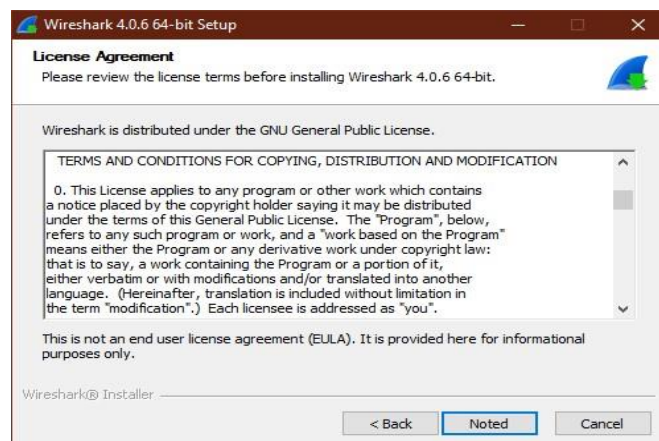 Wireshark 4.0.6 64-bit Setup
License Agreement
Please review the license terms before installing Wireshark 4.0.6 64-bit.
Wireshark is distributed under the GNU General Public License.
TERMS AND CONDITIONS FOR COPYING, DISTRIBUTION AND MODIFICATION
0. This License applies to any program or other work which contains
a notice placed by the copyright holder saying it may be distributed
under the terms of this General Public License. The "Program", below,
refers to any such program or work, and a "work based on the Program"
means either the Program or any derivative work under copyright law:
that is to say, a work containing the Program or a portion of it,
either verbatim or with modifications and/or translated into another
language. (Hereinafter, translation is included without limitation in
the term "modification".) Each licensee is addressed as "you".
This is not an end user license agreement (EULA). It is provided here for informational
purposes only.
Wireshark® Installer
< Back Noted Cancel